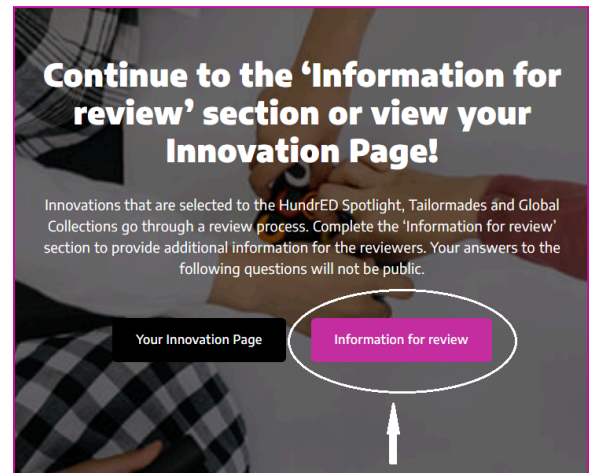 Continue to the ‘Information for
review’ section or view your
Innovation Page!
Innovations that are selected to the HundrED Spotlight, Tailormades and Global
Collections go through a review process. Complete the ‘Information for review’
section to provide additional information for the reviewers. Your answers to the
following questions will not be public.
Your Innovation Page
Information for review